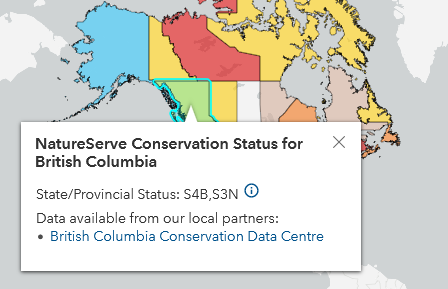 NatureServe Conservation Status for
British Columbia
State/Provincial Status: S4B,S3N
Data available from our local partners:
• British Columbia Conservation Data Centre